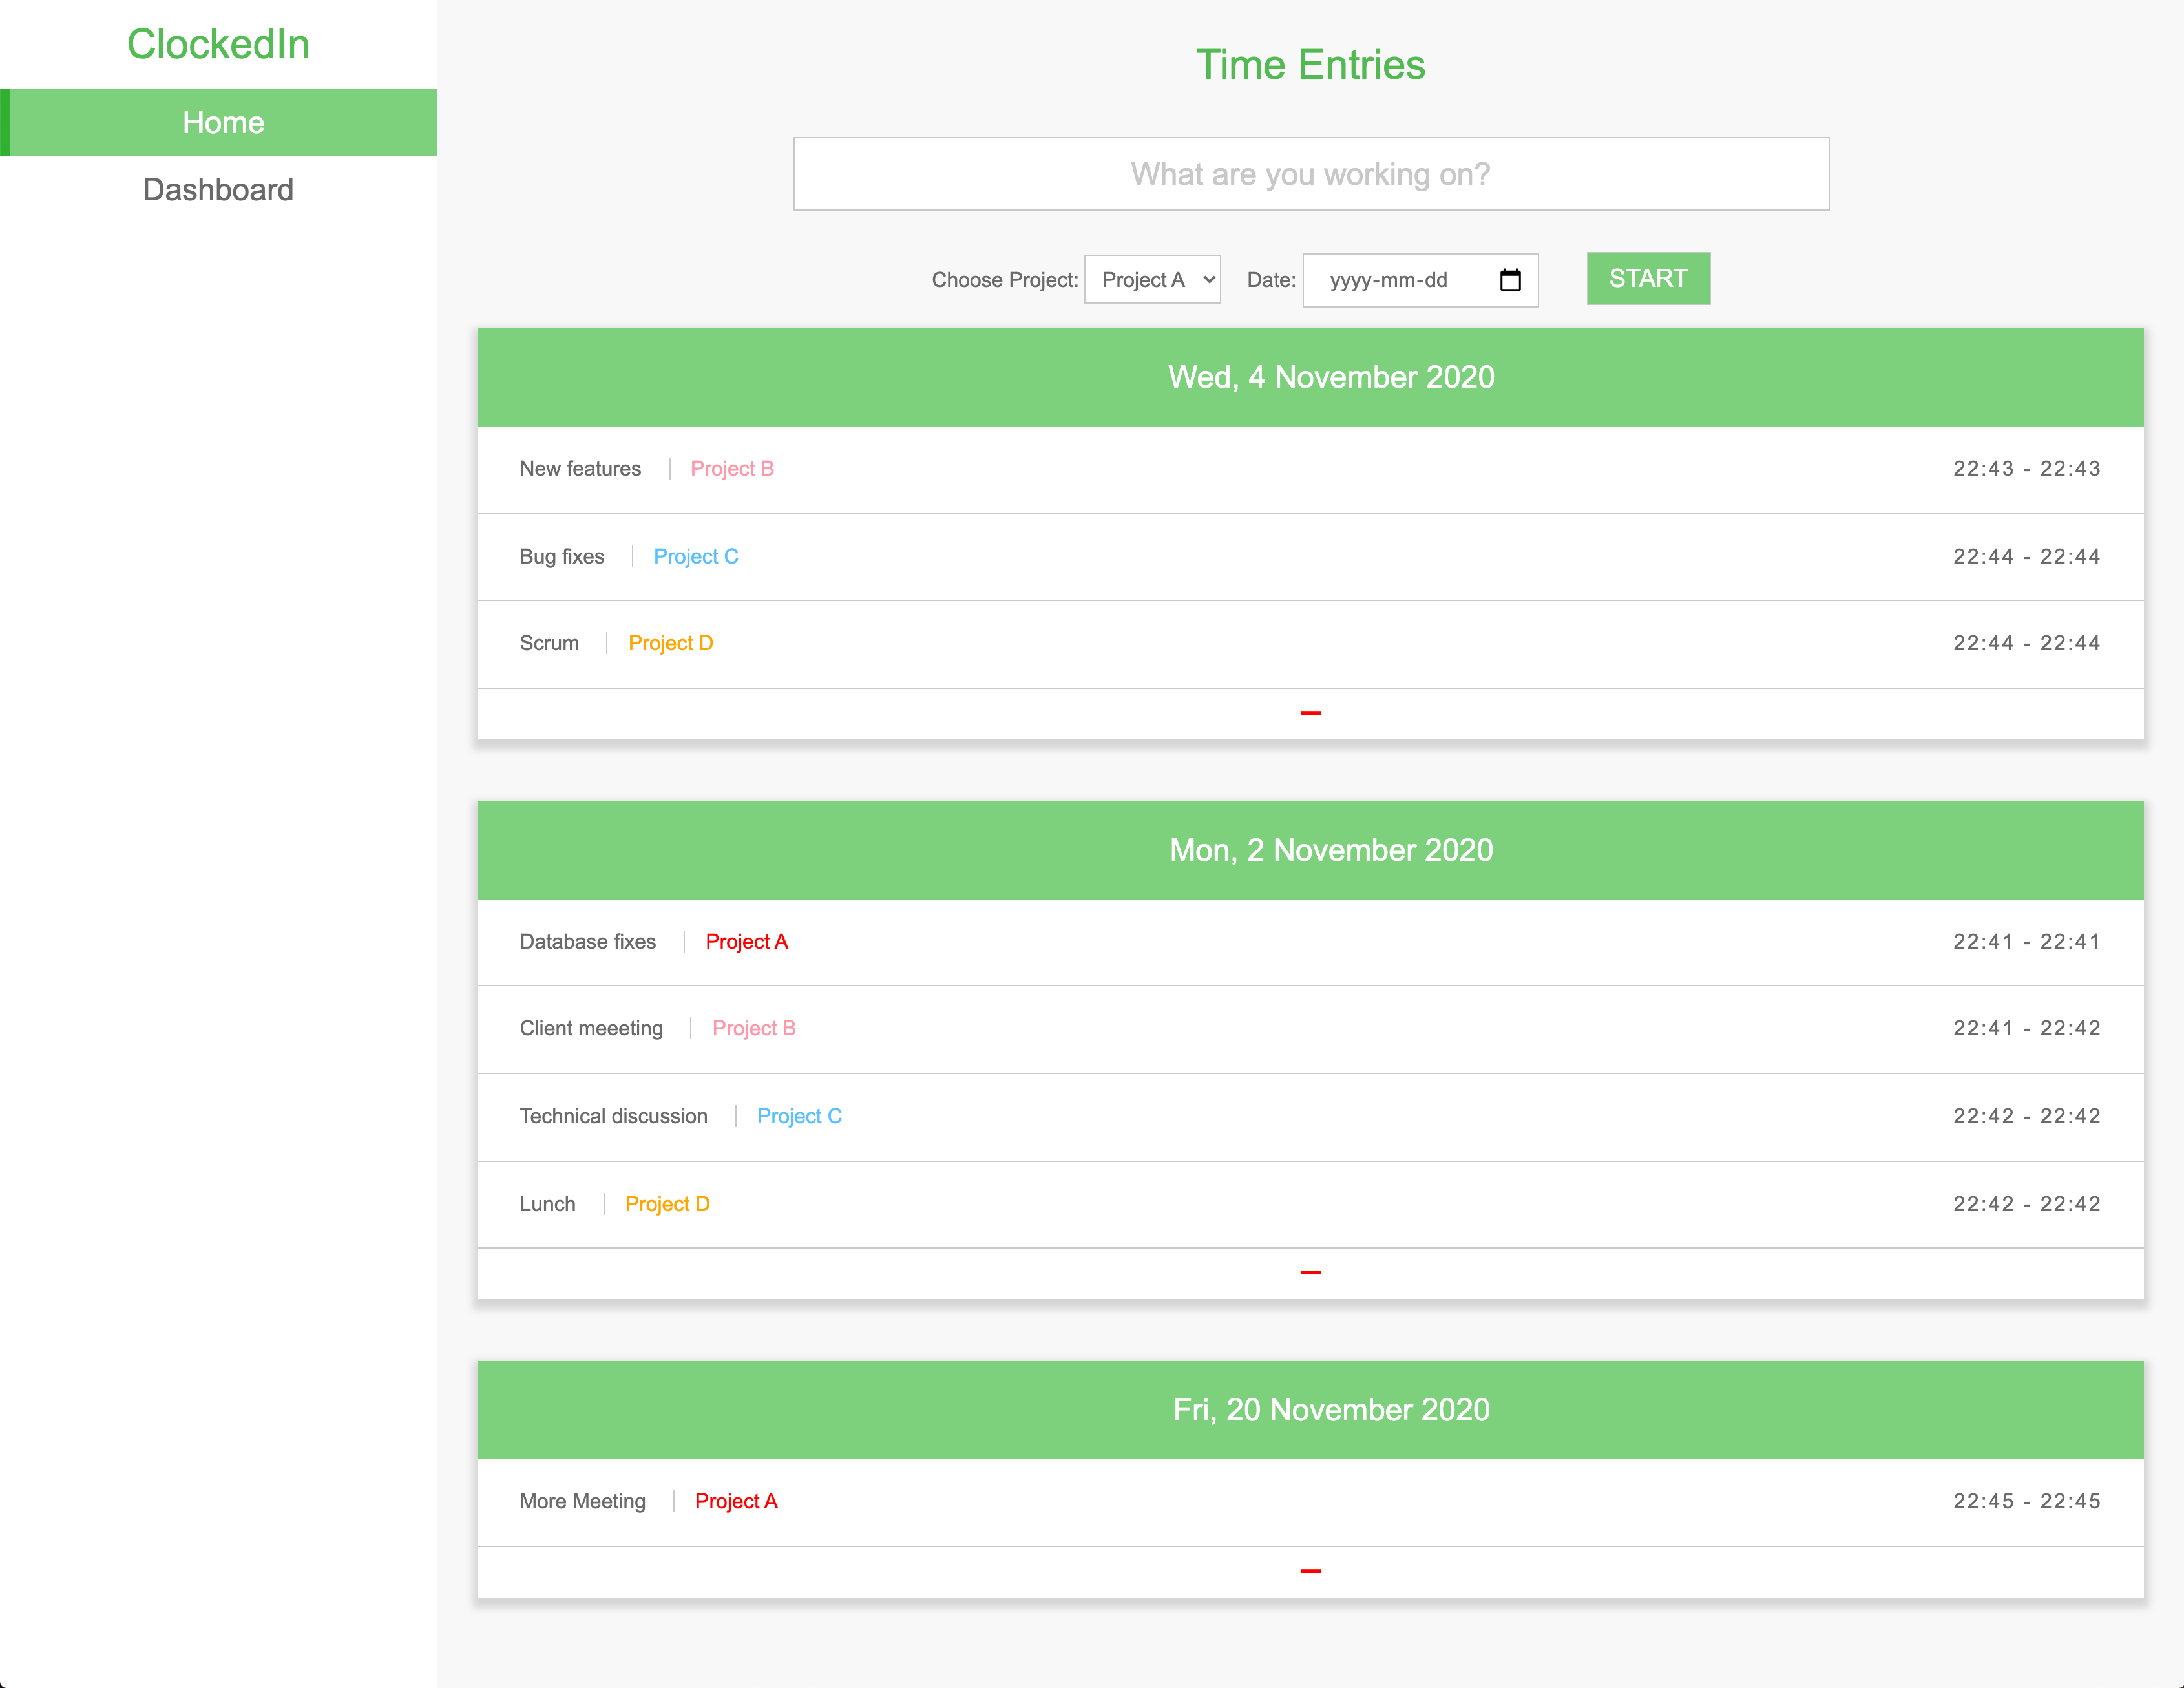 ClockedIn
Home
Dashboard
Time Entries
What are you working on?
Choose Project: Project A Date: yyyy-mm-dd START
Wed, 4 November 2020
New features Project B 22:43 - 22:43
Bug fixes Project C 22:44 - 22:44
Scrum Project D 22:44 - 22:44
Mon, 2 November 2020
Database fixes Project A 22:41 - 22:41
Client meeeting Project B 22:41 - 22:42
Technical discussion Project C 22:42 - 22:42
Lunch Project D 22:42 - 22:42
Fri, 20 November 2020
More Meeting Project A 22:45 - 22:45